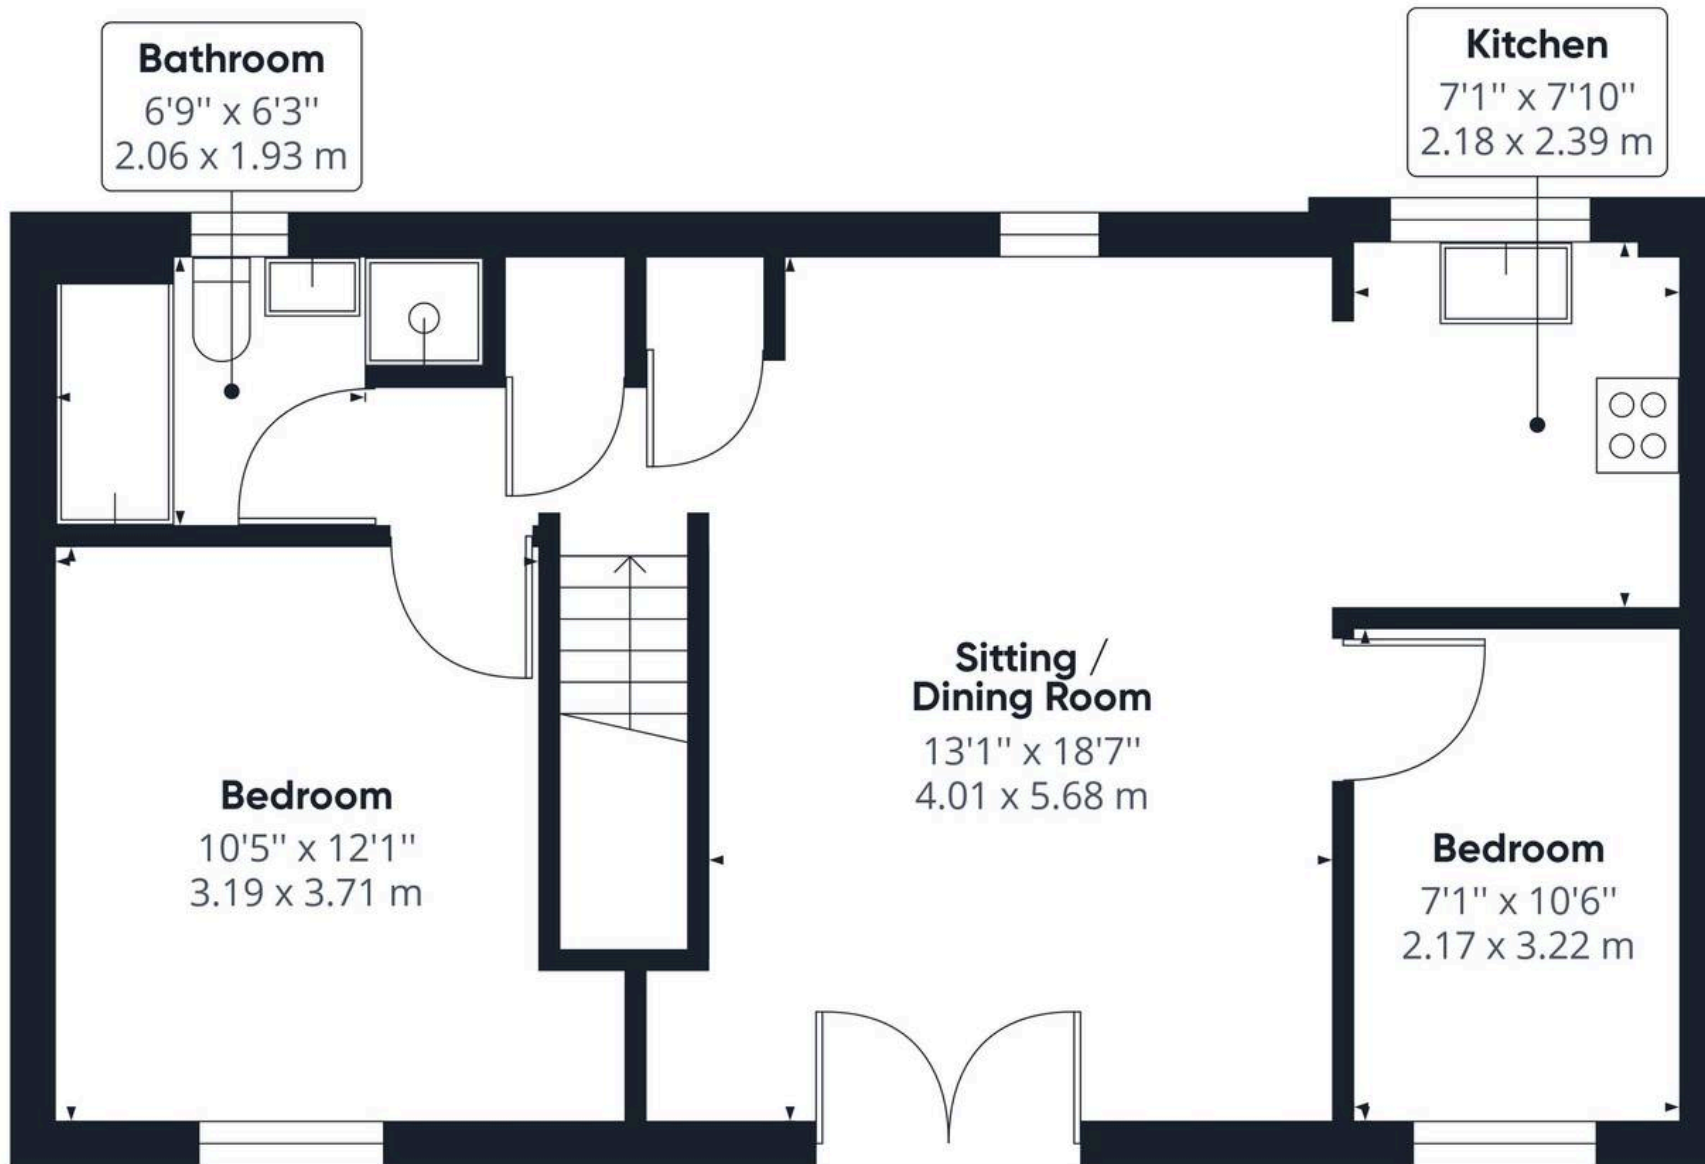 Bathroom
6'9" x 6'3"
2.06 x 1.93 m
Kitchen
7'1" x 7'10"
2.18 x 2.39 m
Sitting /
Dining Room
13'1" x 18'7"
4.01 x 5.68 m
Bedroom
10'5" x 12'1"
3.19 x 3.71 m
Bedroom
7'1" x 10'6"
2.17 x 3.22 m